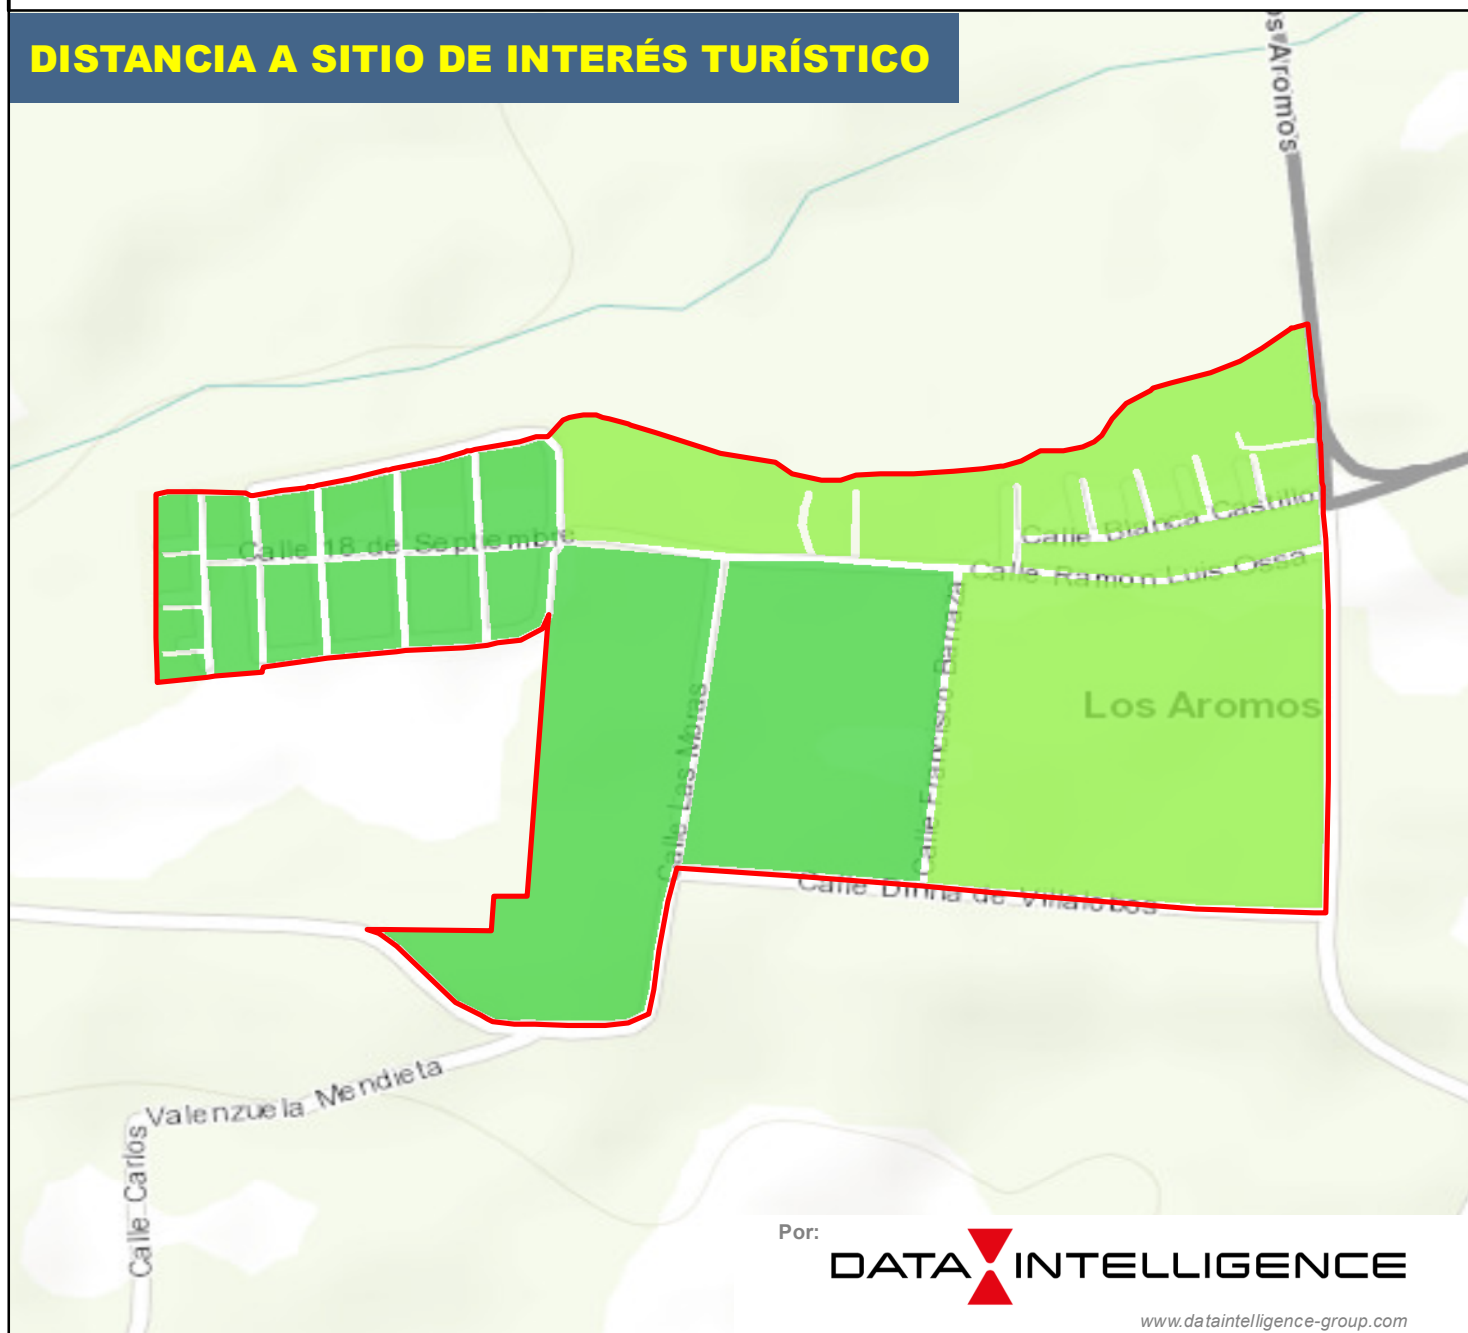 DISTANCIA A SITIO DE INTERÉS TURÍSTICO
os Aromos
Calle 18 de Septiembre
Calle Blanca Castillo
Calle Ramon Luis Ossa
Calle Francisco Barraza
Los Aromos
Calle Las Moras
Calle Dinna de Villalobos
Valenzuela Mendieta
Calle Carlos
Por:
DATA INTELLIGENCE
www.dataintelligence-group.com